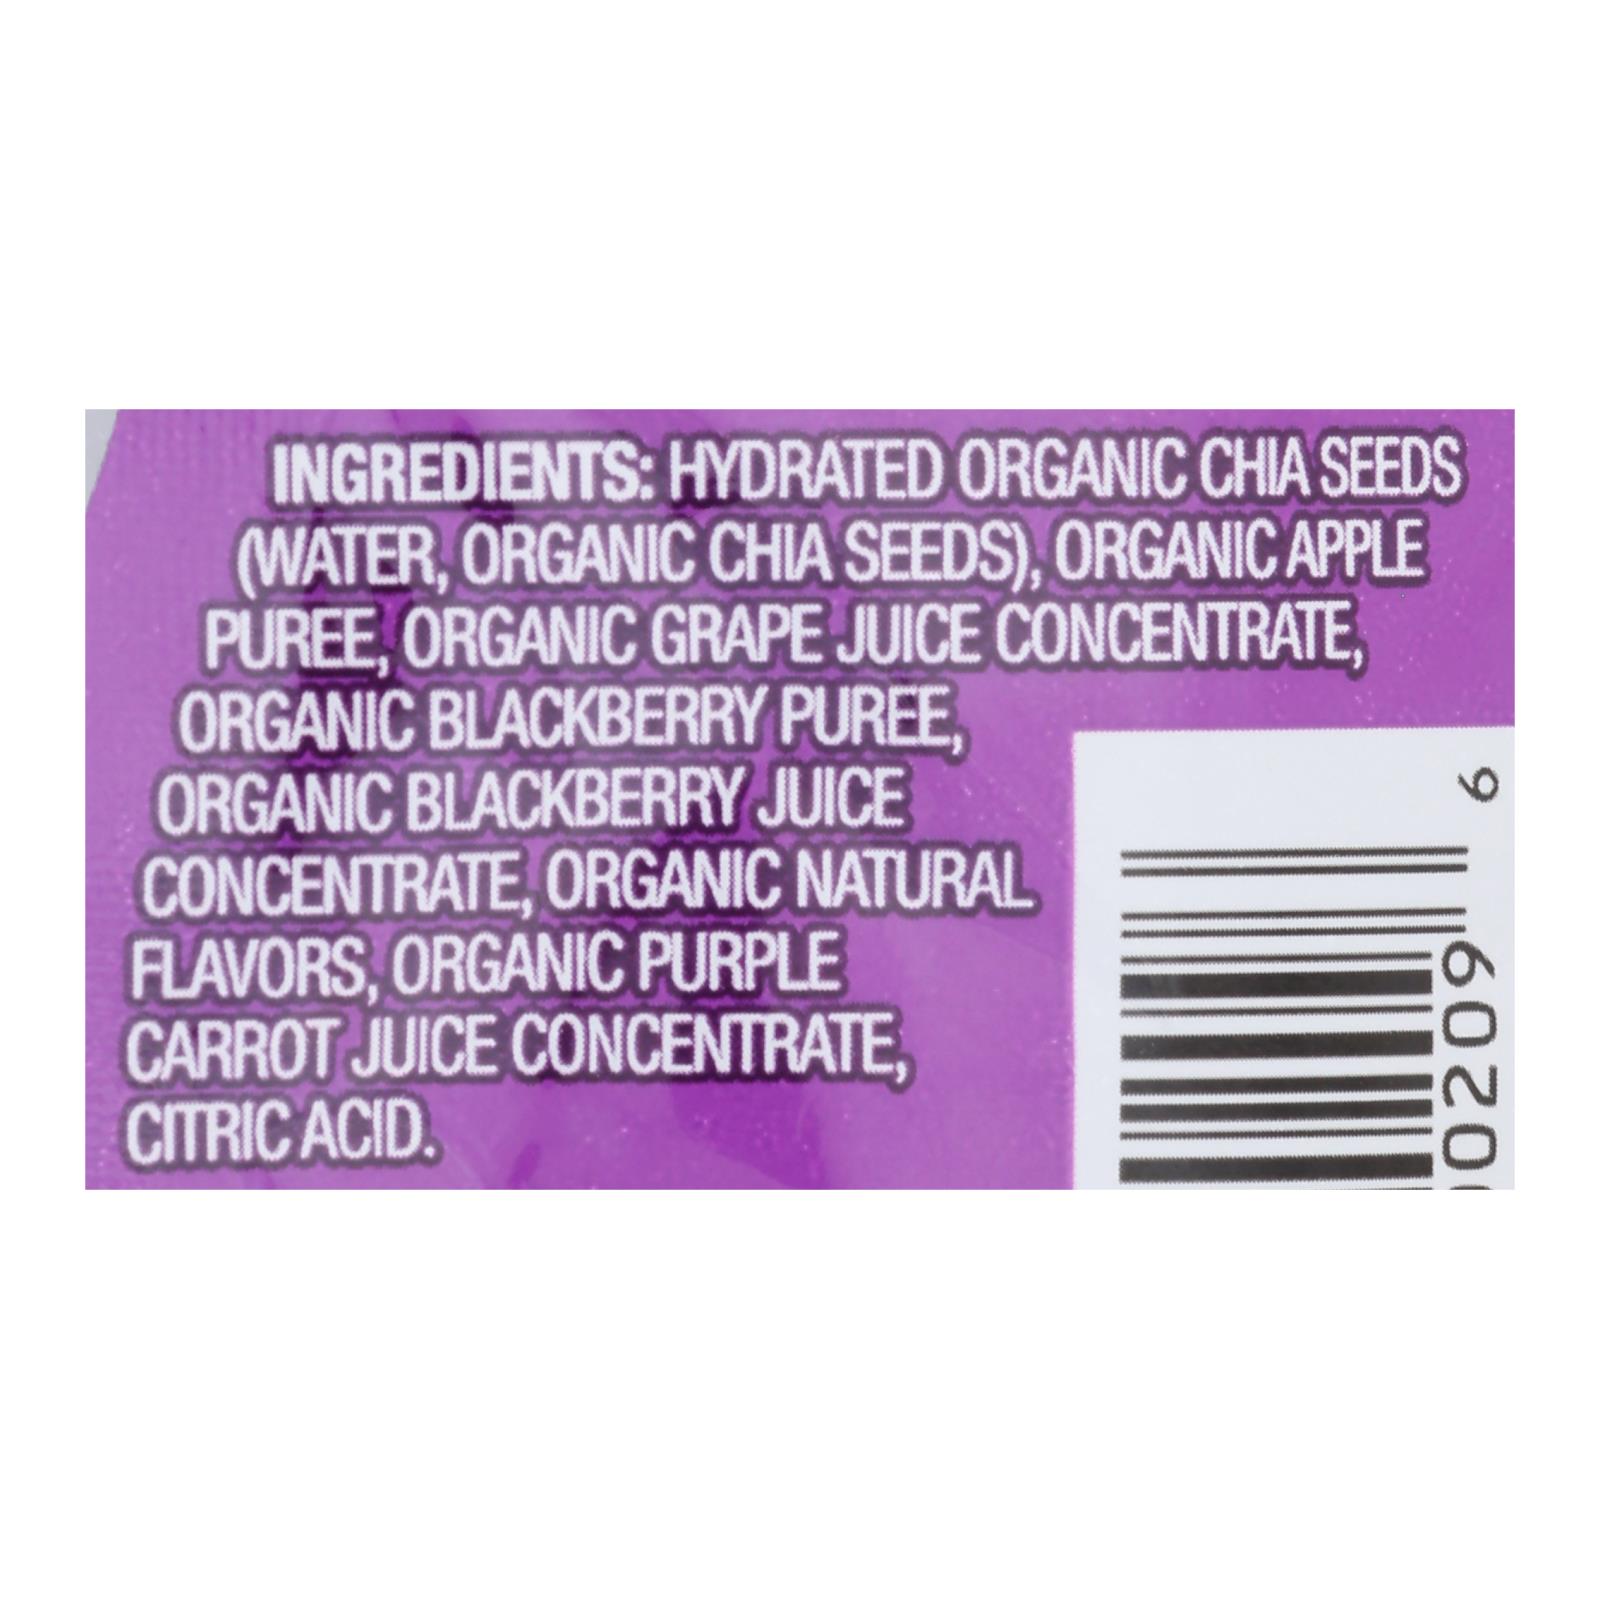 INGREDIENTS: HYDRATED ORGANIC CHIA SEEDS
(WATER, ORGANIC CHIA SEEDS), ORGANIC APPLE
PUREE, ORGANIC GRAPE JUICE CONCENTRATE,
ORGANIC BLACKBERRY PUREE,
ORGANIC BLACKBERRY JUICE
CONCENTRATE, ORGANIC NATURAL
FLAVORS, ORGANIC PURPLE
CARROT JUICE CONCENTRATE,
CITRIC ACID.
0209 6